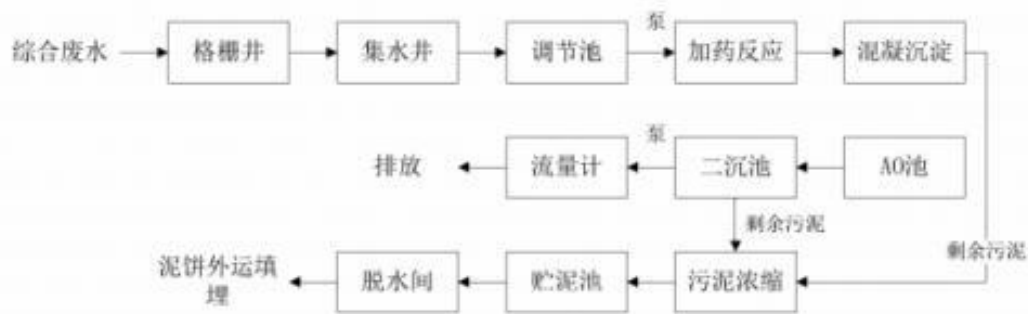 泵
综合废水
格栅井
集水井
调节池
加药反应
混凝沉淀
泵
排放
流量计
二沉池
AO池
剩余污泥
剩余污泥
泥饼外运填
埋
脱水间
贮泥池
污泥浓缩